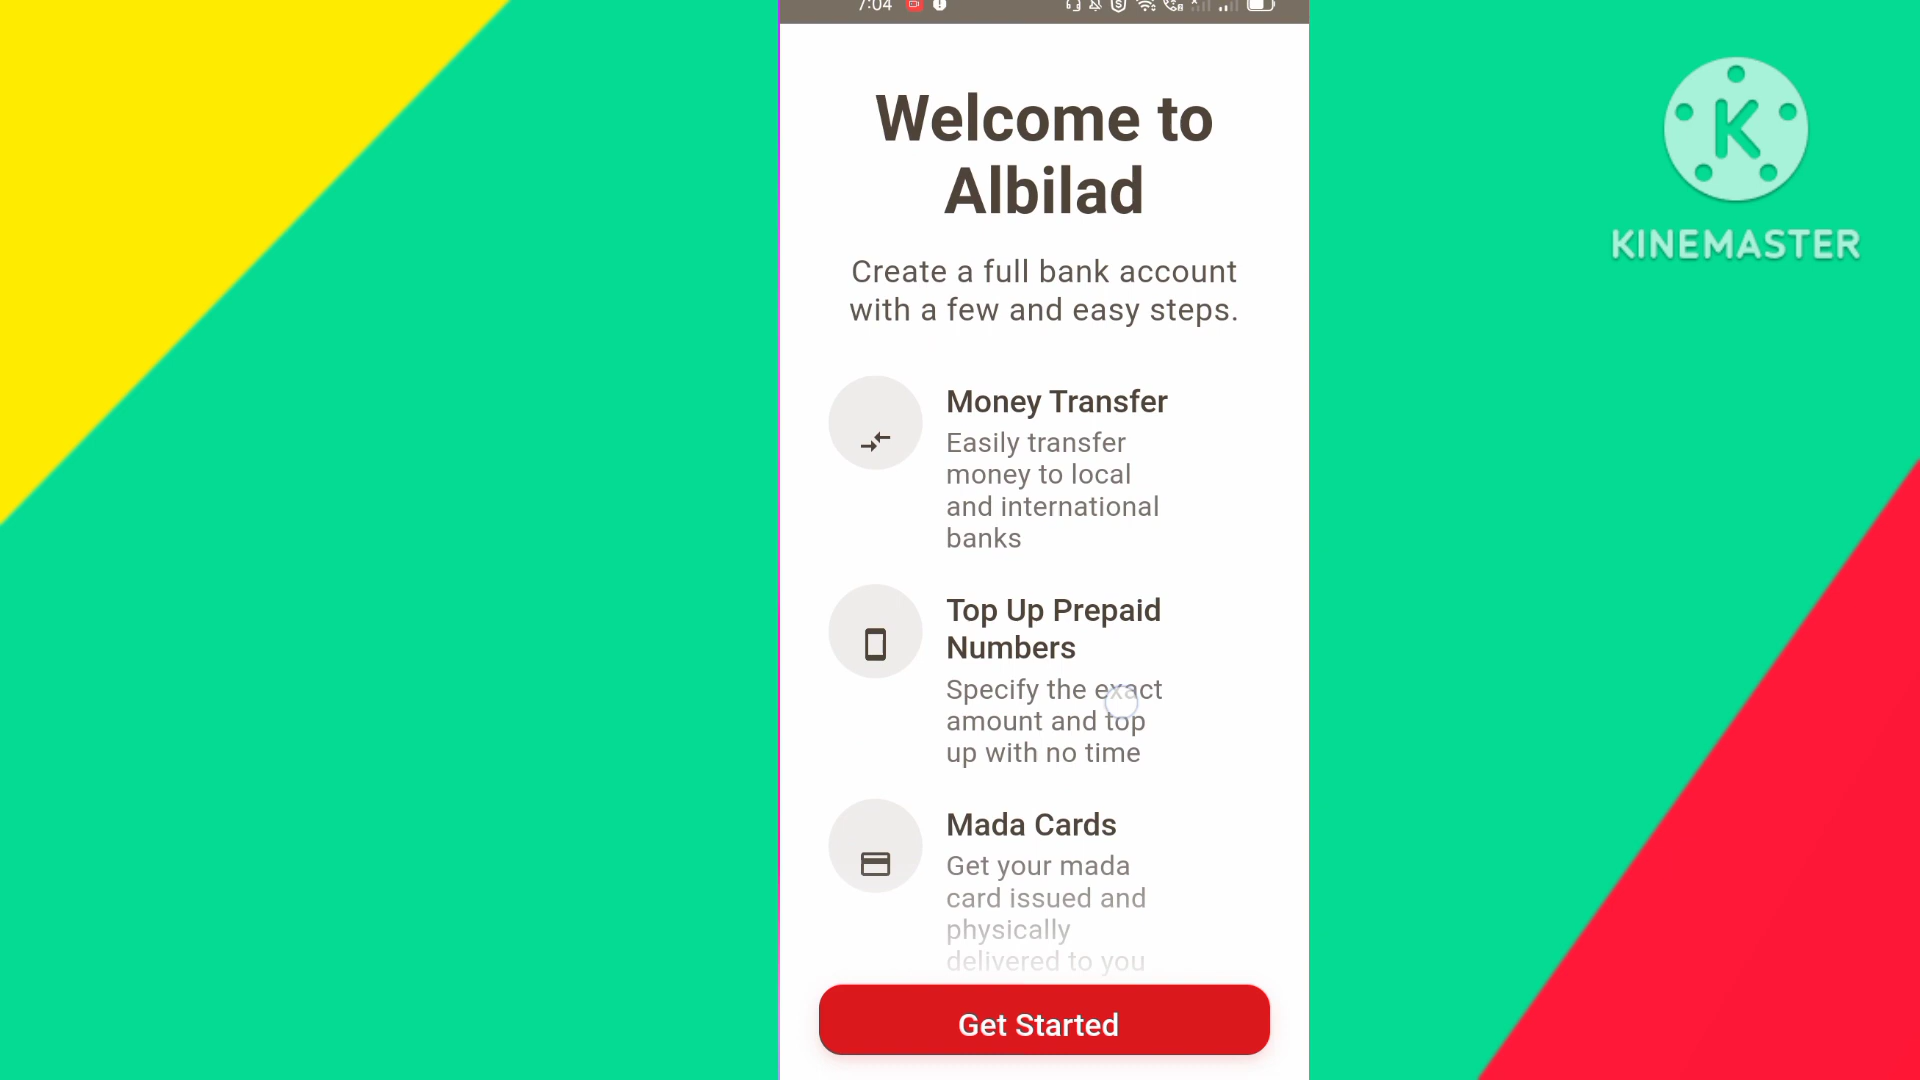 7:04
K
KINEMASTER
Welcome to
Albilad
Create a full bank account
with a few and easy steps.
Money Transfer
Easily transfer
money to local
and international
banks
Top Up Prepaid
Numbers
Specify the exact
amount and top
up with no time
Mada Cards
Get your mada
card issued and
physically
delivered to you
Get Started